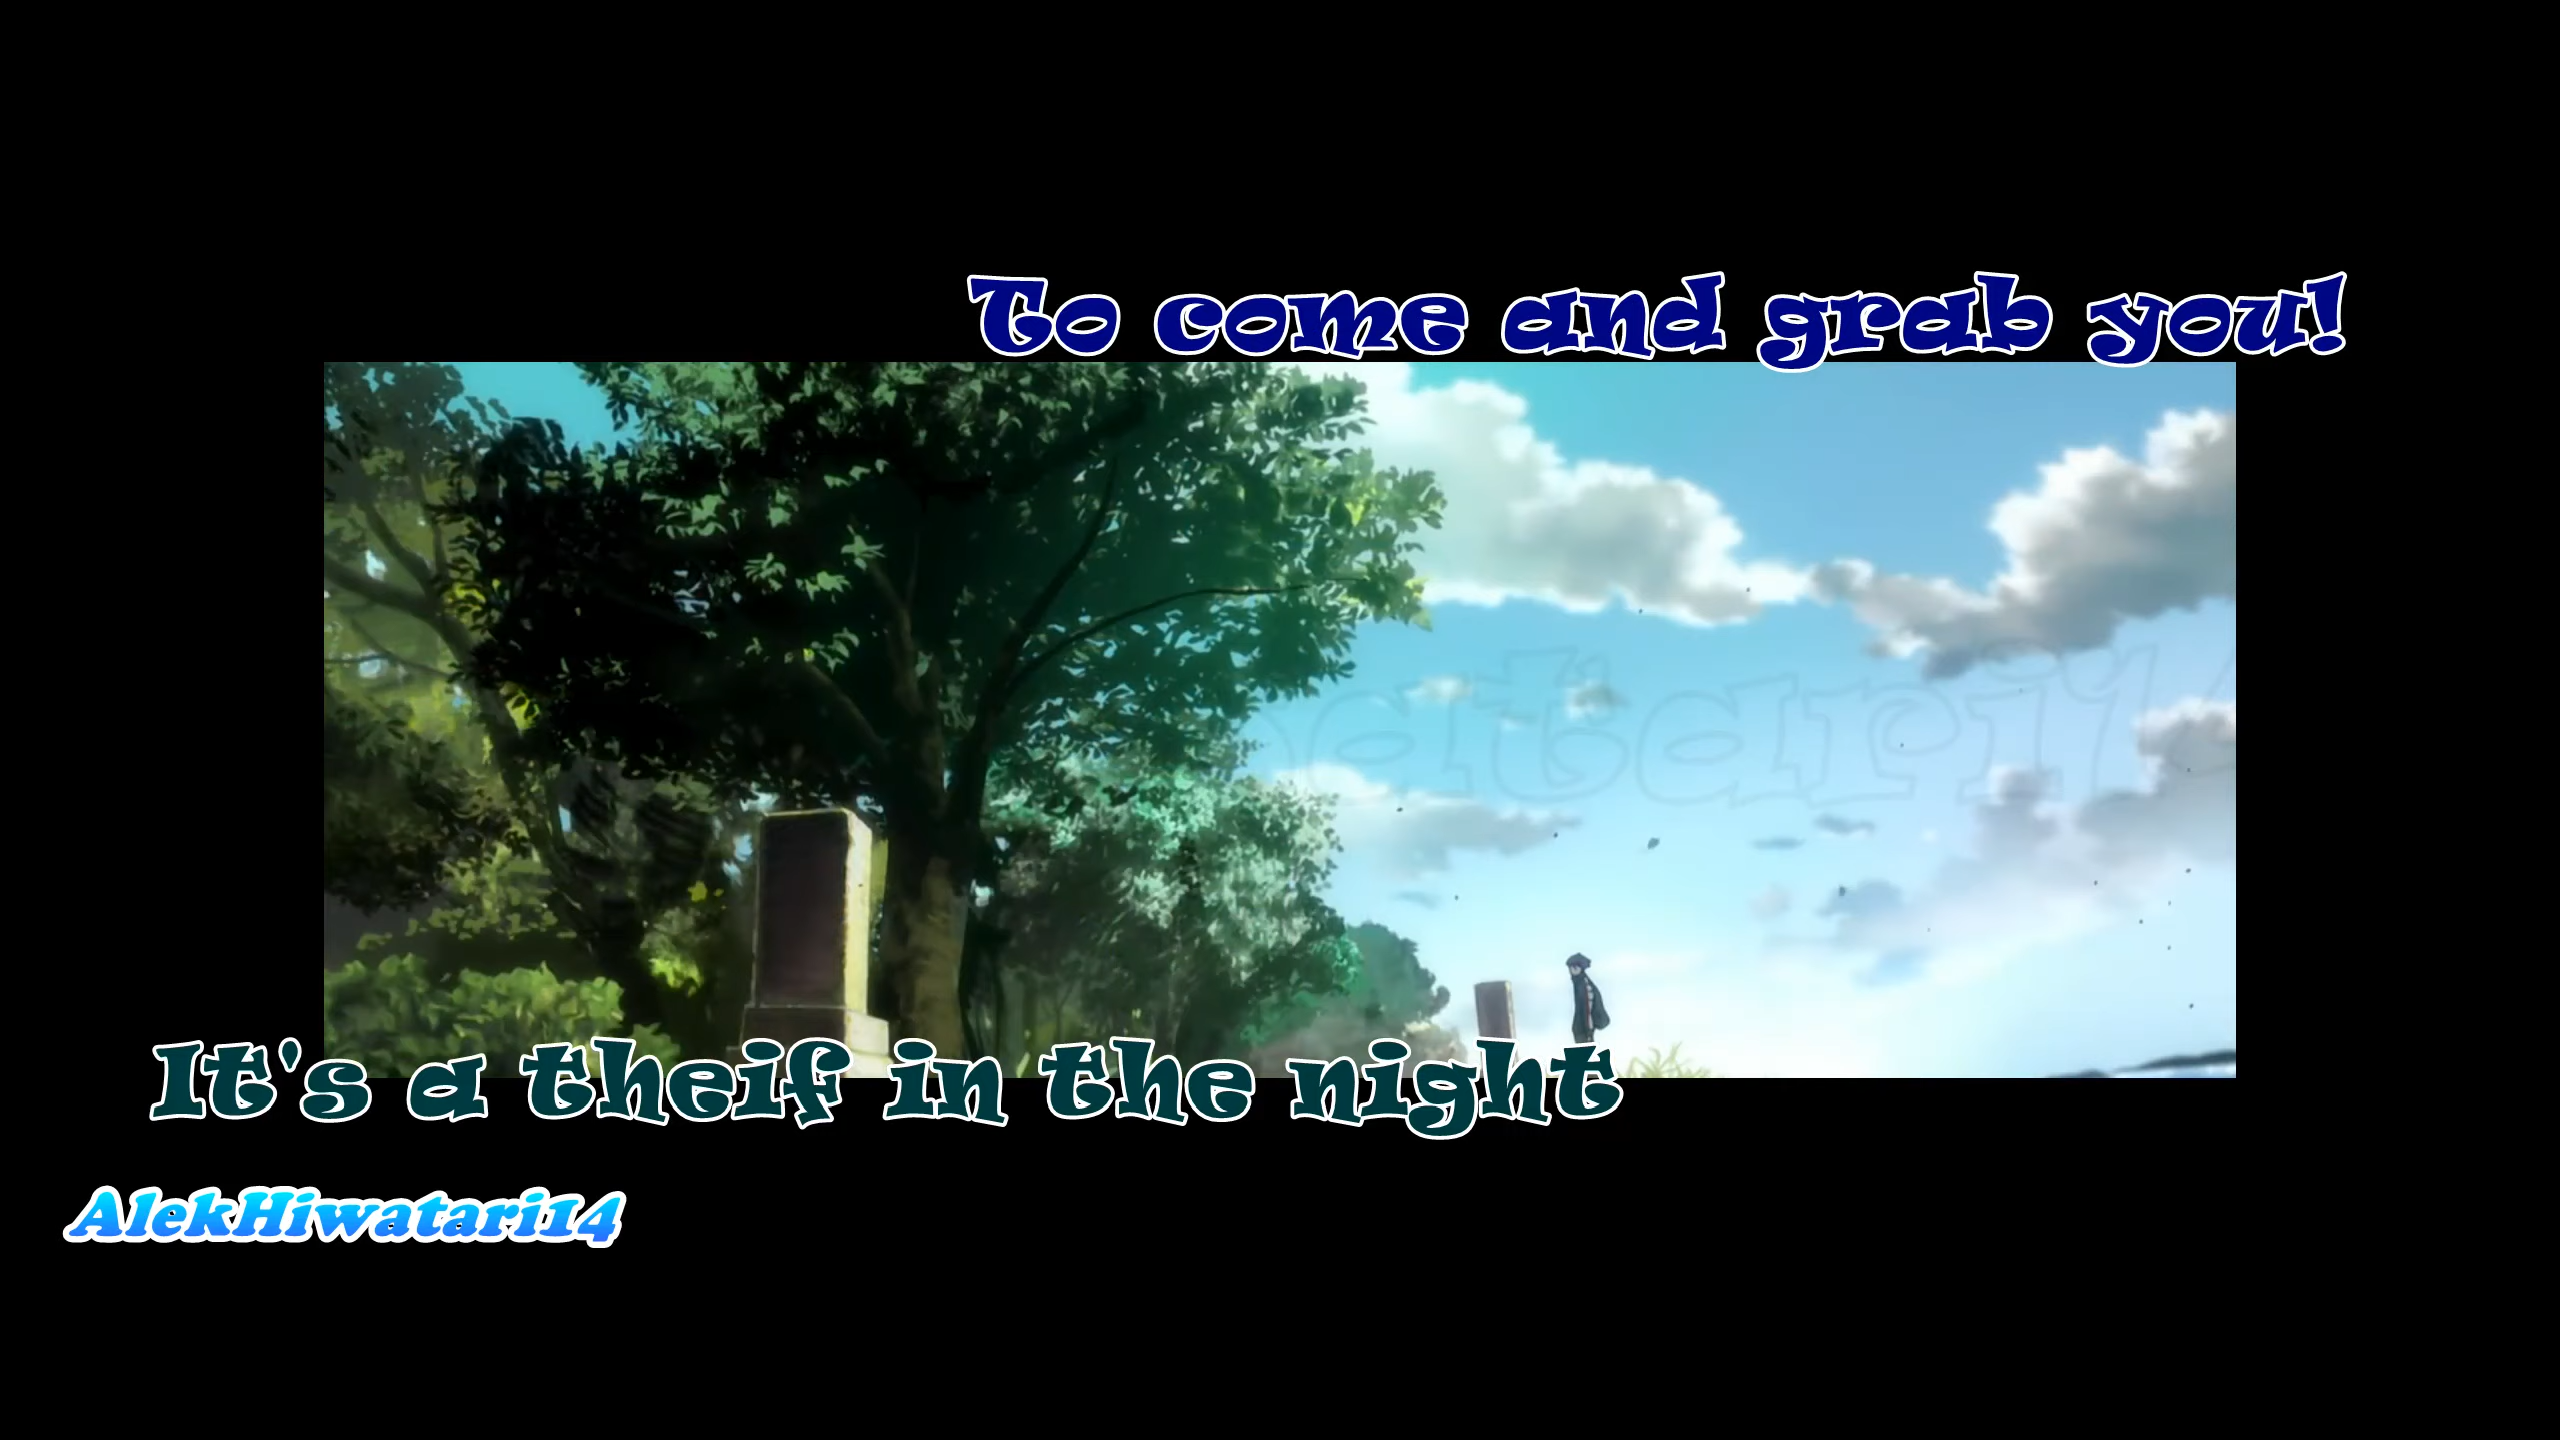 To come and grab you!
It's a theif in the night
AlekHiwatari14